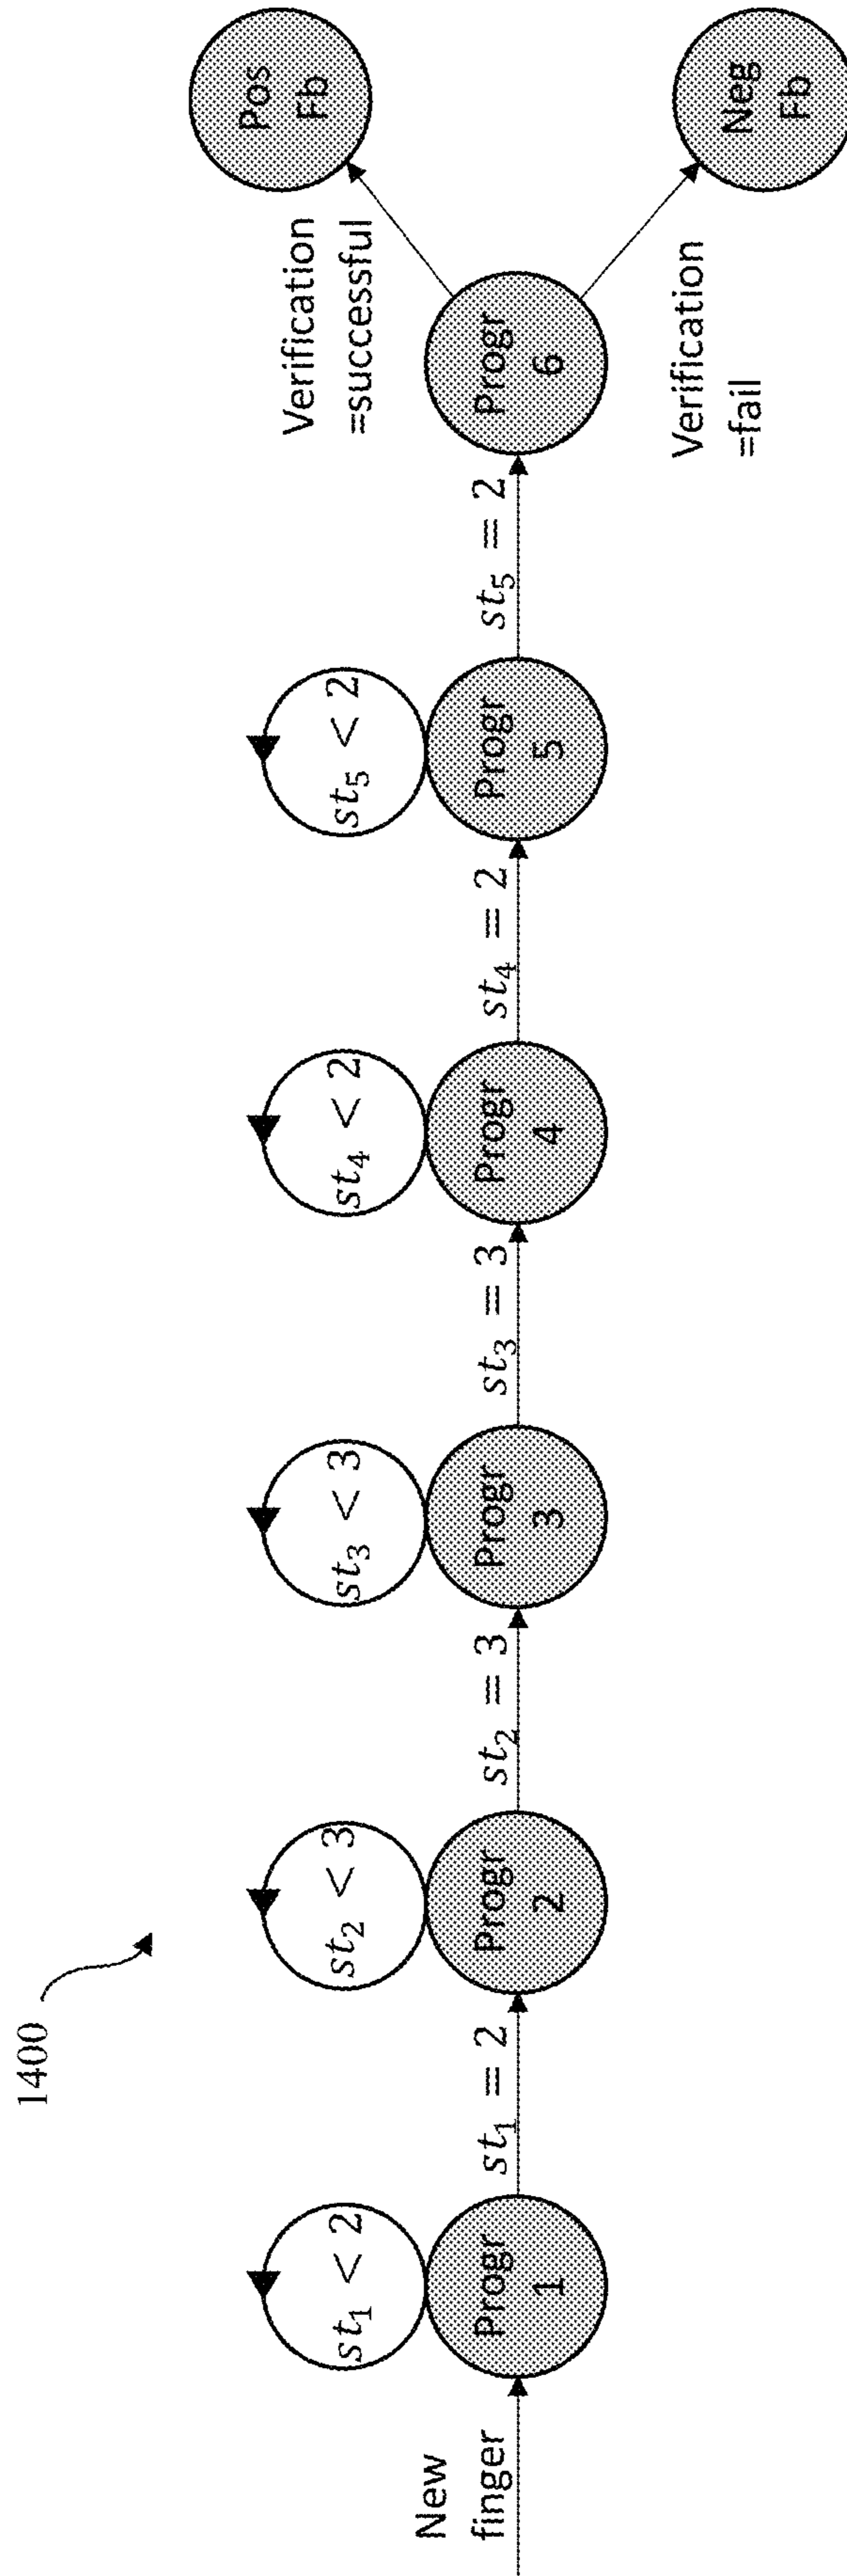 1400
New
finger
st₁ < 2
Progr
1
st₁ = 2
st₂ < 3
Progr
2
st₂ = 3
st₃ < 3
Progr
3
st₃ = 3
st₄ < 2
Progr
4
st₄ = 2
st₅ < 2
Progr
5
st₅ = 2
Progr
6
Verification
=successful
Pos
Fb
Verification
=fail
Neg
Fb